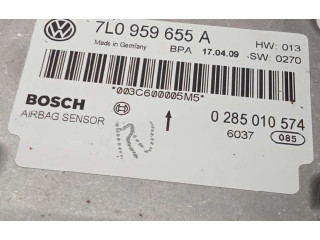 7L0 959 655 A
HW: 013
Made in Germany
BPA 17.04.09
SW: 0270
*003C600005M5*
BOSCH
0 285 010 574
AIRBAG SENSOR
6037
085